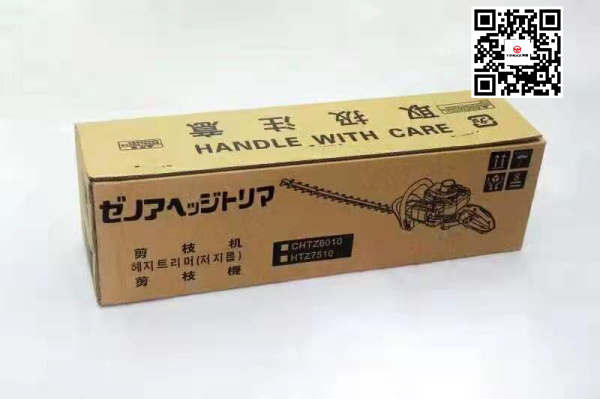 取扱注意
HANDLE WITH CARE
ゼノアヘッジトリマ
剪枝机
헤지트리머(저지톱)
剪枝機
CHTZ6010
HTZ7510